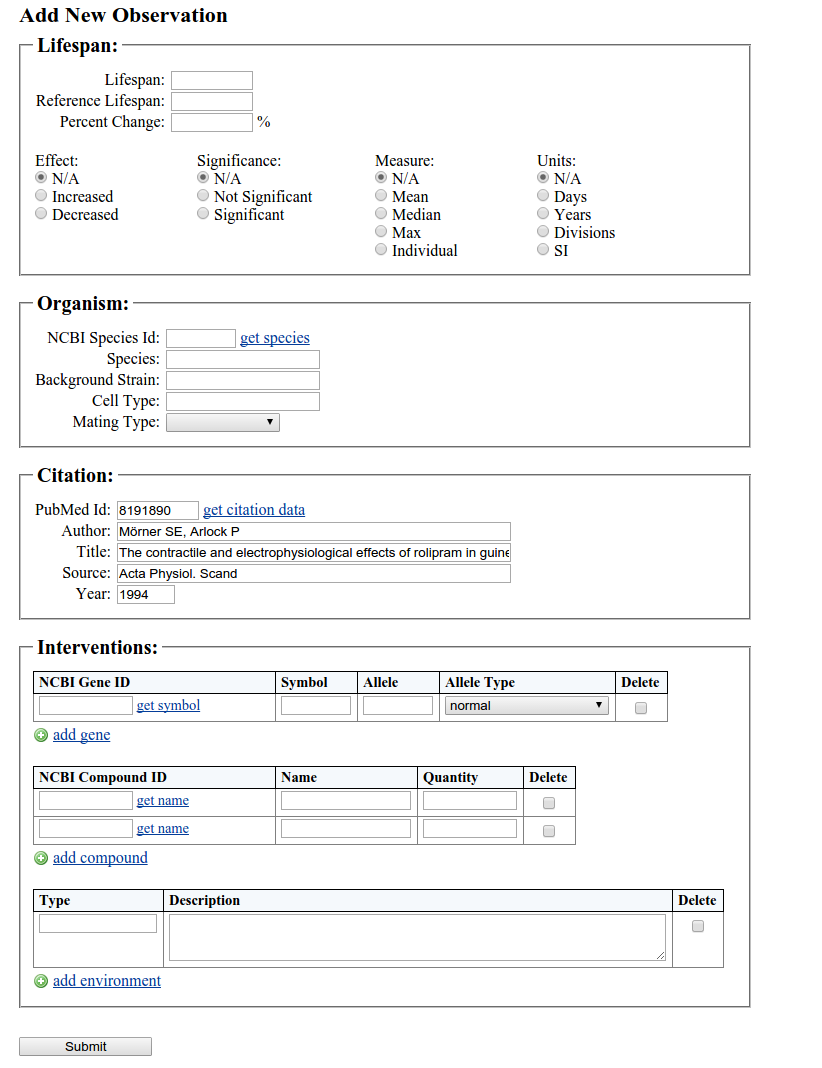 Add New Observation
Lifespan:
Lifespan:
Reference Lifespan:
Percent Change: %
Effect: Significance: Measure: Units:
N/A N/A N/A N/A
Increased Not Significant Mean Days
Decreased Significant Median Years
Max Divisions
Individual SI
Organism:
NCBI Species Id: get species
Species:
Background Strain:
Cell Type:
Mating Type:
Citation:
PubMed Id: 8191890 get citation data
Author: Mörner SE, Arlock P
Title: The contractile and electrophysiological effects of rolipram in guine
Source: Acta Physiol. Scand
Year: 1994
Interventions:
NCBI Gene ID Symbol Allele Allele Type Delete
get symbol normal
add gene
NCBI Compound ID Name Quantity Delete
get name
get name
add compound
Type Description Delete
add environment
Submit